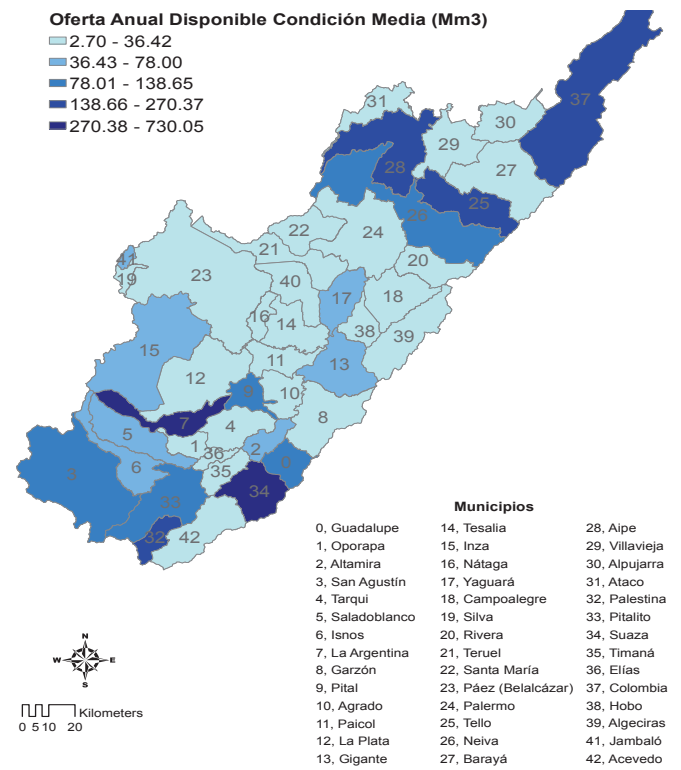 Oferta Anual Disponible Condición Media (Mm3)
2.70 - 36.42
36.43 - 78.00
78.01 - 138.65
138.66 - 270.37
270.38 - 730.05
31
37
30
29
28
27
25
26
22
24
21
20
41
19
23
40
17
18
16
14
38
39
15
11
13
12
9
10
8
7
4
5
1
2
36
6
35
0
3
34
33
32
42
Municipios
0, Guadalupe
1, Oporapa
2, Altamira
3, San Agustín
4, Tarqui
5, Saladoblanco
6, Isnos
7, La Argentina
8, Garzón
9, Pital
10, Agrado
11, Paicol
12, La Plata
13, Gigante
14, Tesalia
15, Inza
16, Nátaga
17, Yaguará
18, Campoalegre
19, Silva
20, Rivera
21, Teruel
22, Santa María
23, Páez (Belalcázar)
24, Palermo
25, Tello
26, Neiva
27, Barayá
28, Aipe
29, Villavieja
30, Alpujarra
31, Ataco
32, Palestina
33, Pitalito
34, Suaza
35, Timaná
36, Elías
37, Colombia
38, Hobo
39, Algeciras
41, Jambaló
42, Acevedo
N
W E
S
Kilometers
0 5 10 20